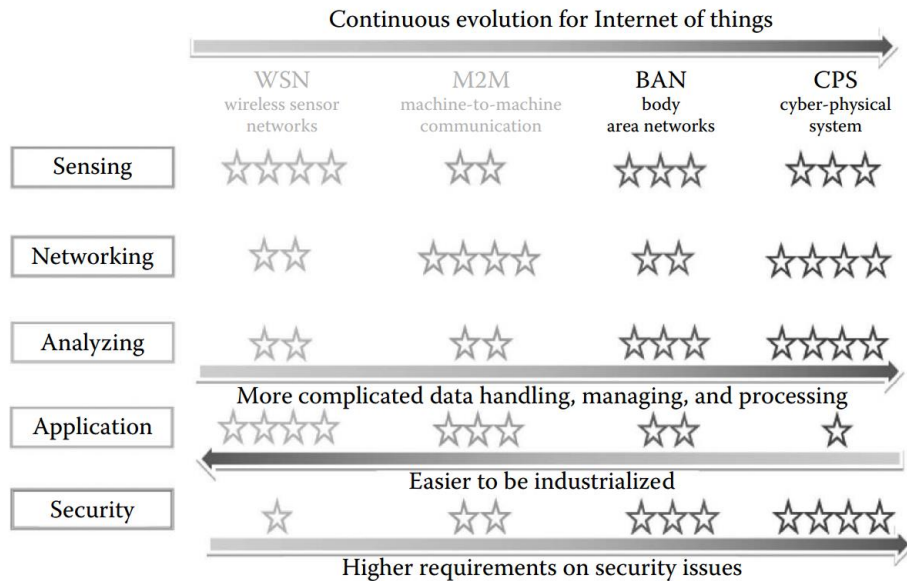 Continuous evolution for Internet of things
WSN
wireless sensor
networks
M2M
machine-to-machine
communication
BAN
body
area networks
CPS
cyber-physical
system
Sensing
Networking
Analyzing
More complicated data handling, managing, and processing
Application
Easier to be industrialized
Security
Higher requirements on security issues